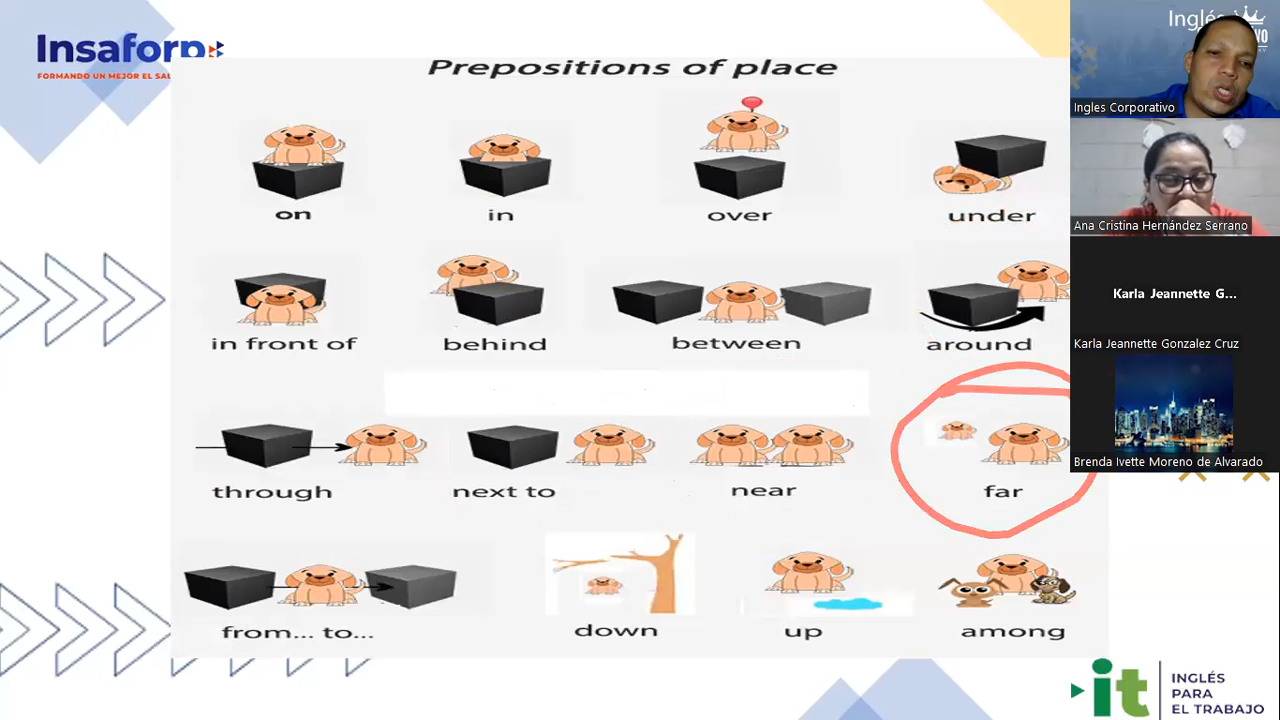 Insaforp
FORMANDO UN MEJOR EL SAL
Prepositions of place
on
in
over
under
in front of
behind
between
around
through
next to
near
far
from... to...
down
up
among
Inglés
Ingles Corporativo
Ana Cristina Hernández Serrano
Karla Jeannette G...
Karla Jeannette Gonzalez Cruz
Brenda Ivette Moreno de Alvarado
it
INGLÉS
PARA
EL TRABAJO